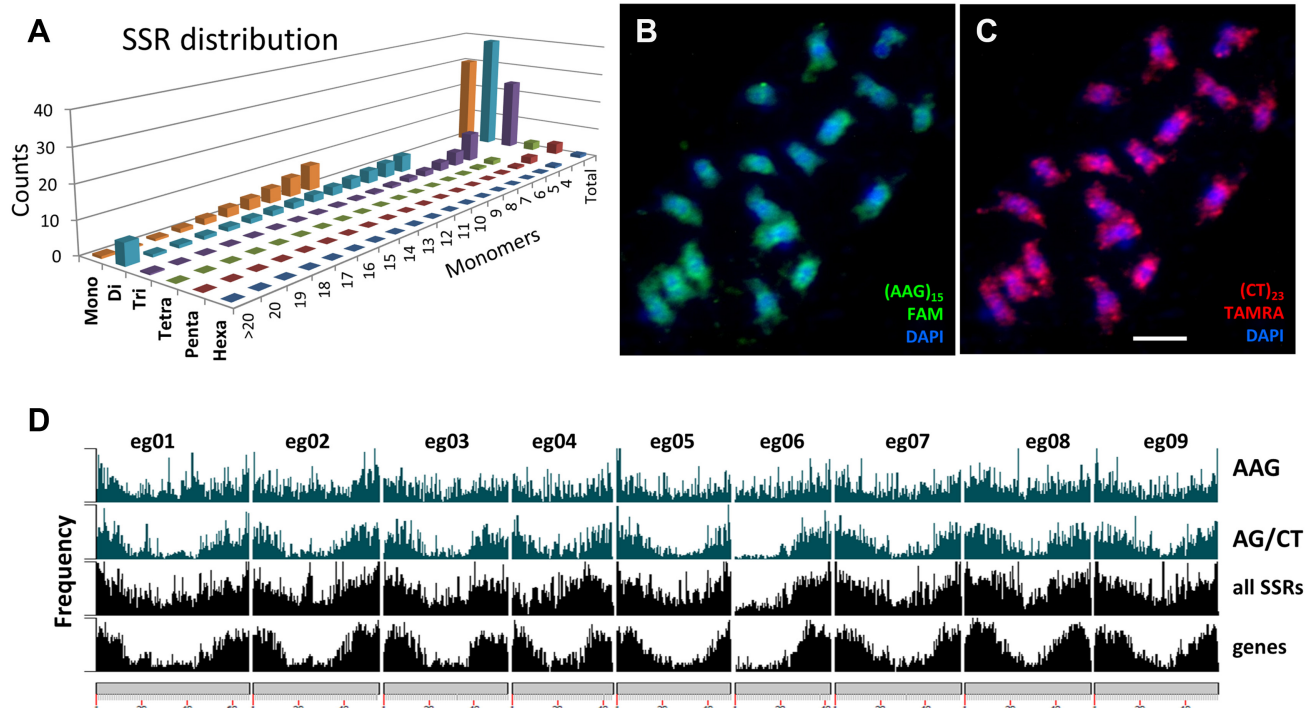 A
SSR distribution
Counts
40
30
20
10
0
Mono
Di
Tri
Tetra
Penta
Hexa
>20
20
19
18
17
16
15
14
13
12
11
10
9
8
7
6
5
4
Total
Monomers
B
(AAG)15
FAM
DAPI
C
(CT)23
TAMRA
DAPI
D
eg01 eg02 eg03 eg04 eg05 eg06 eg07 eg08 eg09
Frequency
AAG
AG/CT
all SSRs
genes